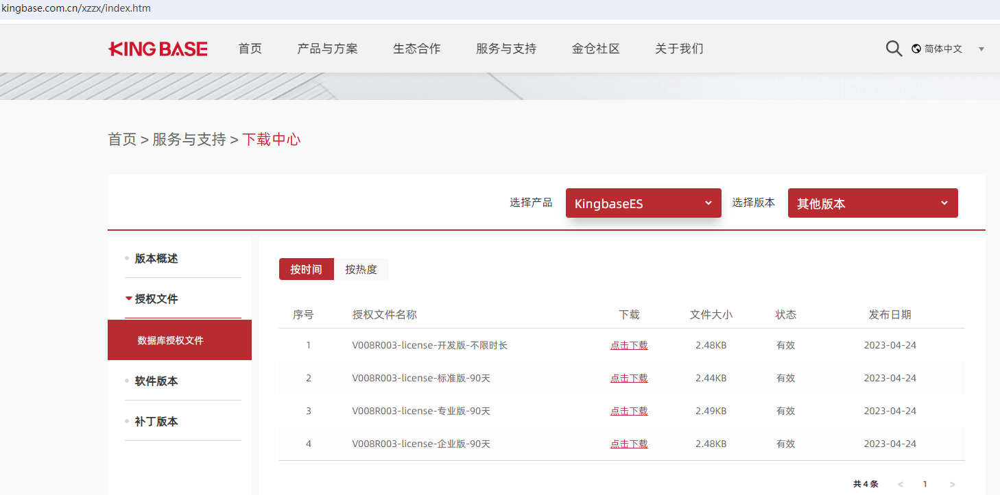 kingbase.com.cn/xzzx/index.htm
KINGBASE 首页 产品与方案 生态合作 服务与支持 金仓社区 关于我们 简体中文
首页 > 服务与支持 > 下载中心
选择产品 KingbaseES 选择版本 其他版本
版本概述
授权文件
数据库授权文件
软件版本
补丁版本
按时间 按热度
序号 授权文件名称 下载 文件大小 状态 发布日期
1 V008R003-license-开发版-不限时长 点击下载 2.48KB 有效 2023-04-24
2 V008R003-license-标准版-90天 点击下载 2.44KB 有效 2023-04-24
3 V008R003-license-专业版-90天 点击下载 2.49KB 有效 2023-04-24
4 V008R003-license-企业版-90天 点击下载 2.48KB 有效 2023-04-24
共 4 条 < 1 >